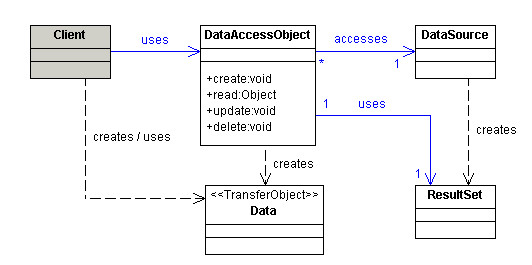 Client
uses
DataAccessObject
accesses
DataSource
*
1
+create:void
+read:Object
+update:void
+delete:void
1
uses
creates / uses
creates
creates
1
<<TransferObject>>
Data
ResultSet